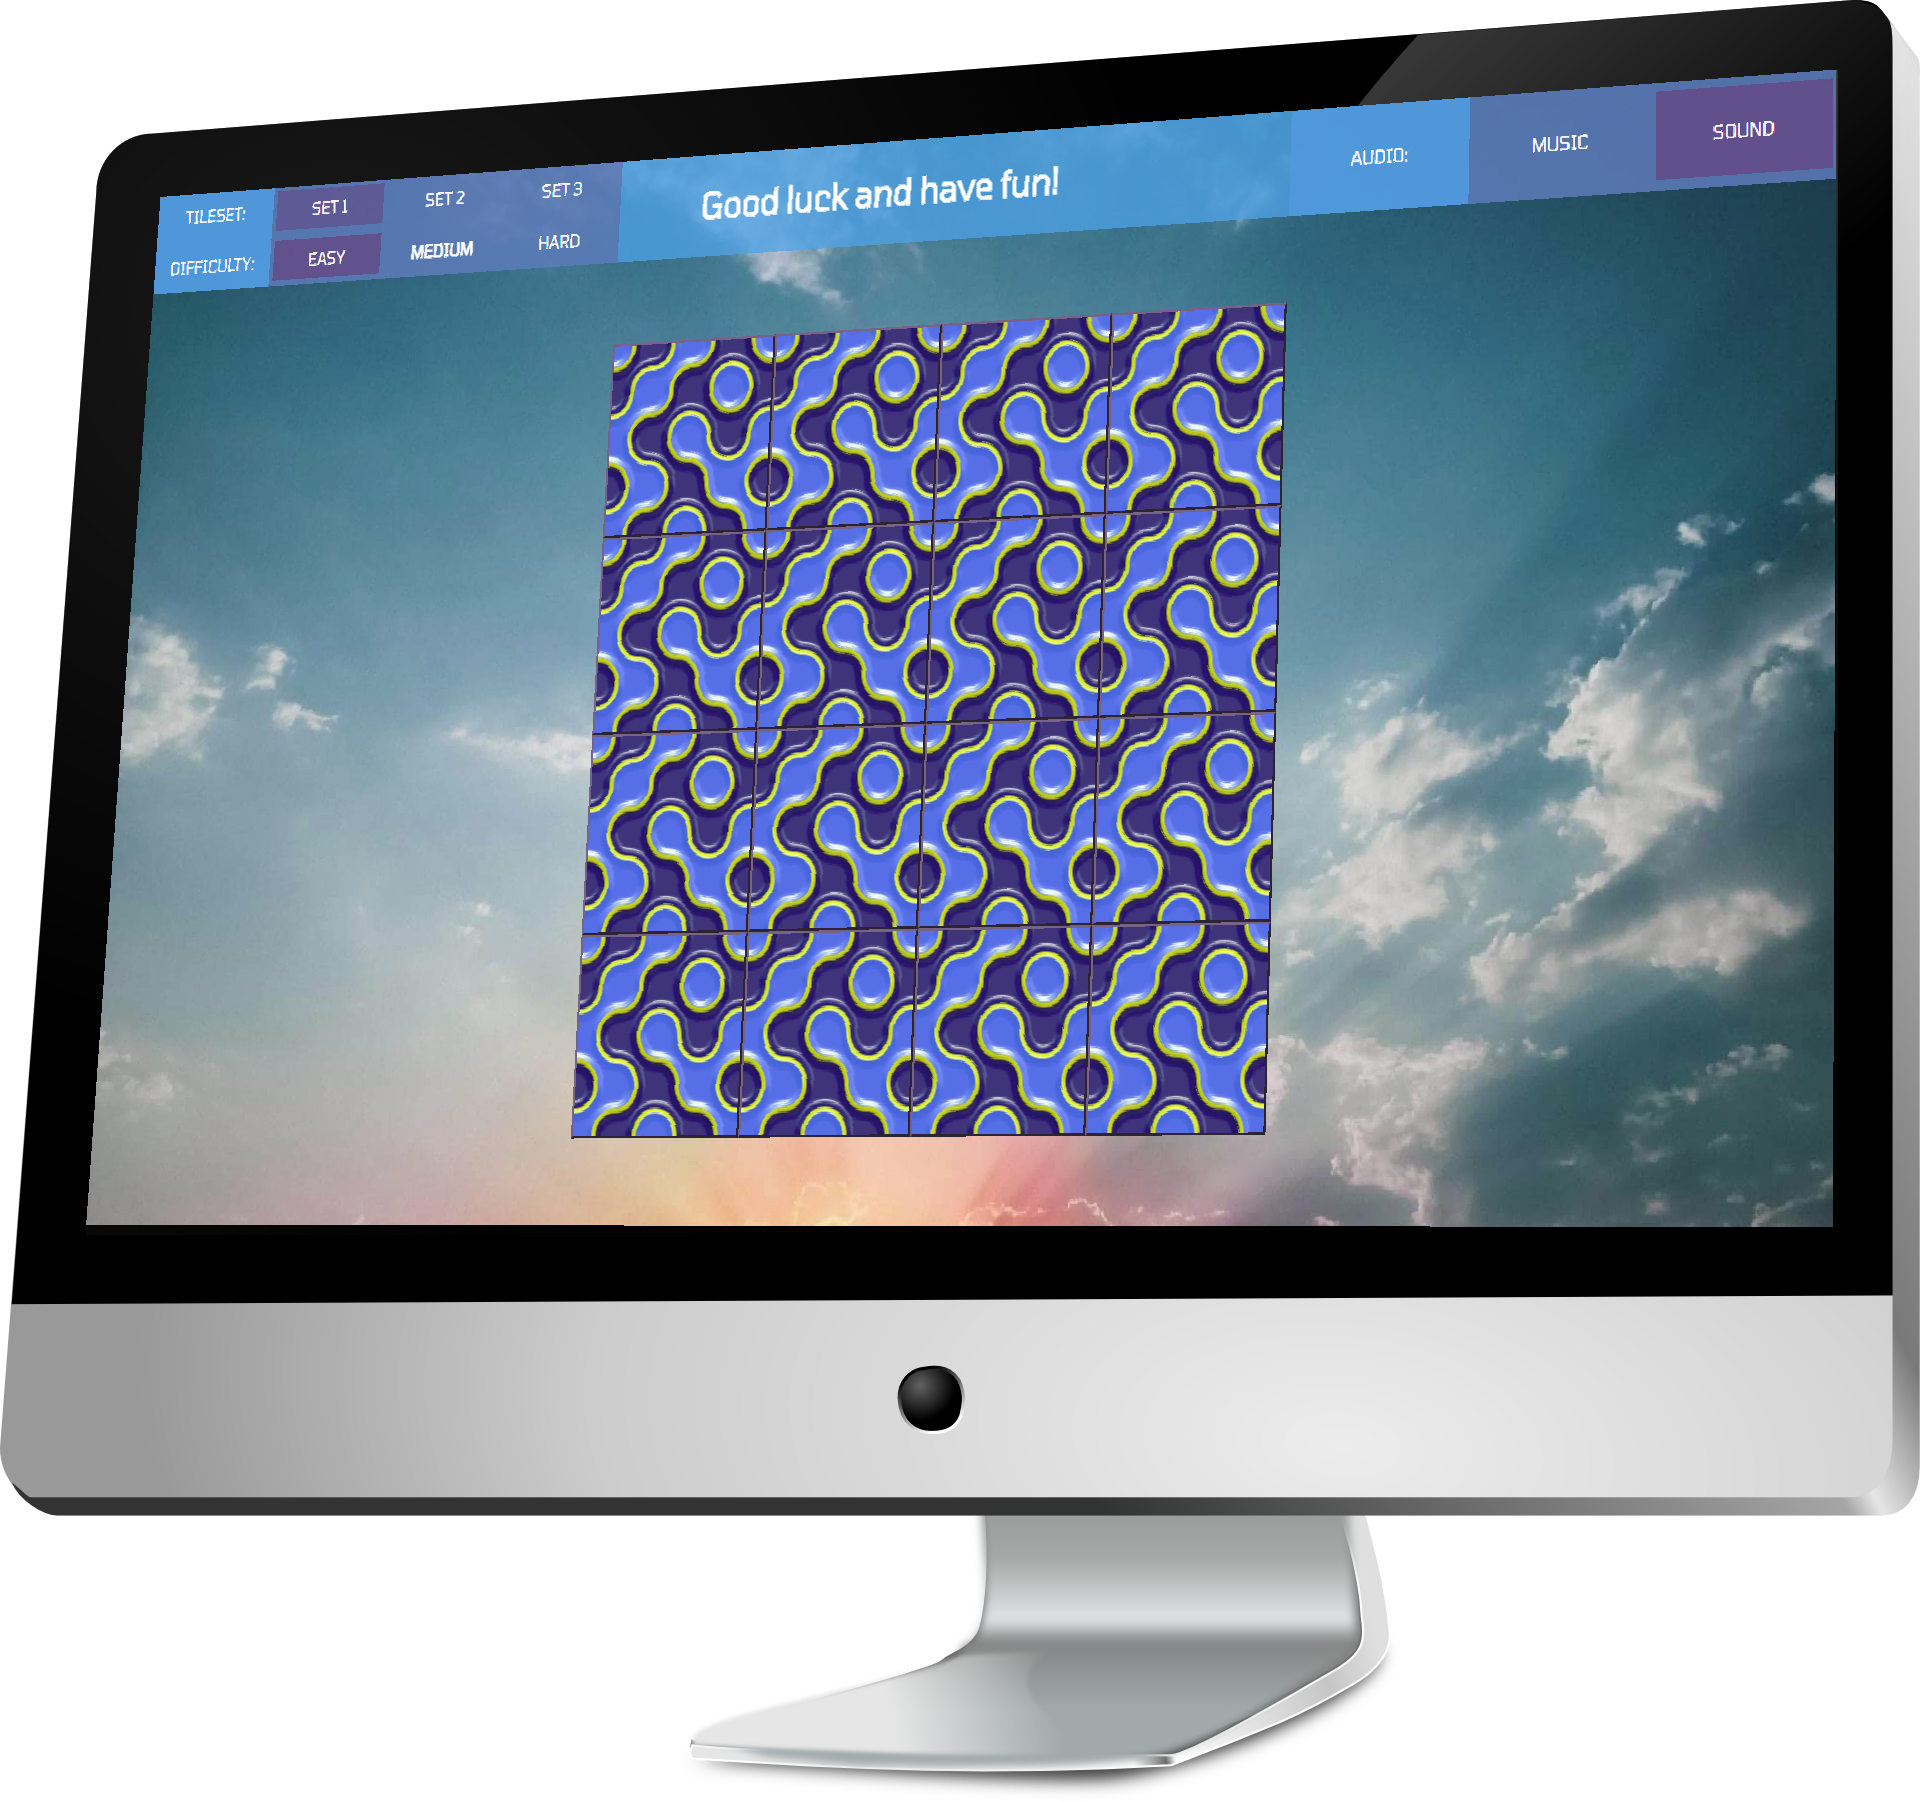 TILESET: SET 1 SET 2 SET 3
DIFFICULTY: EASY MEDIUM HARD
Good luck and have fun!
AUDIO: MUSIC SOUND